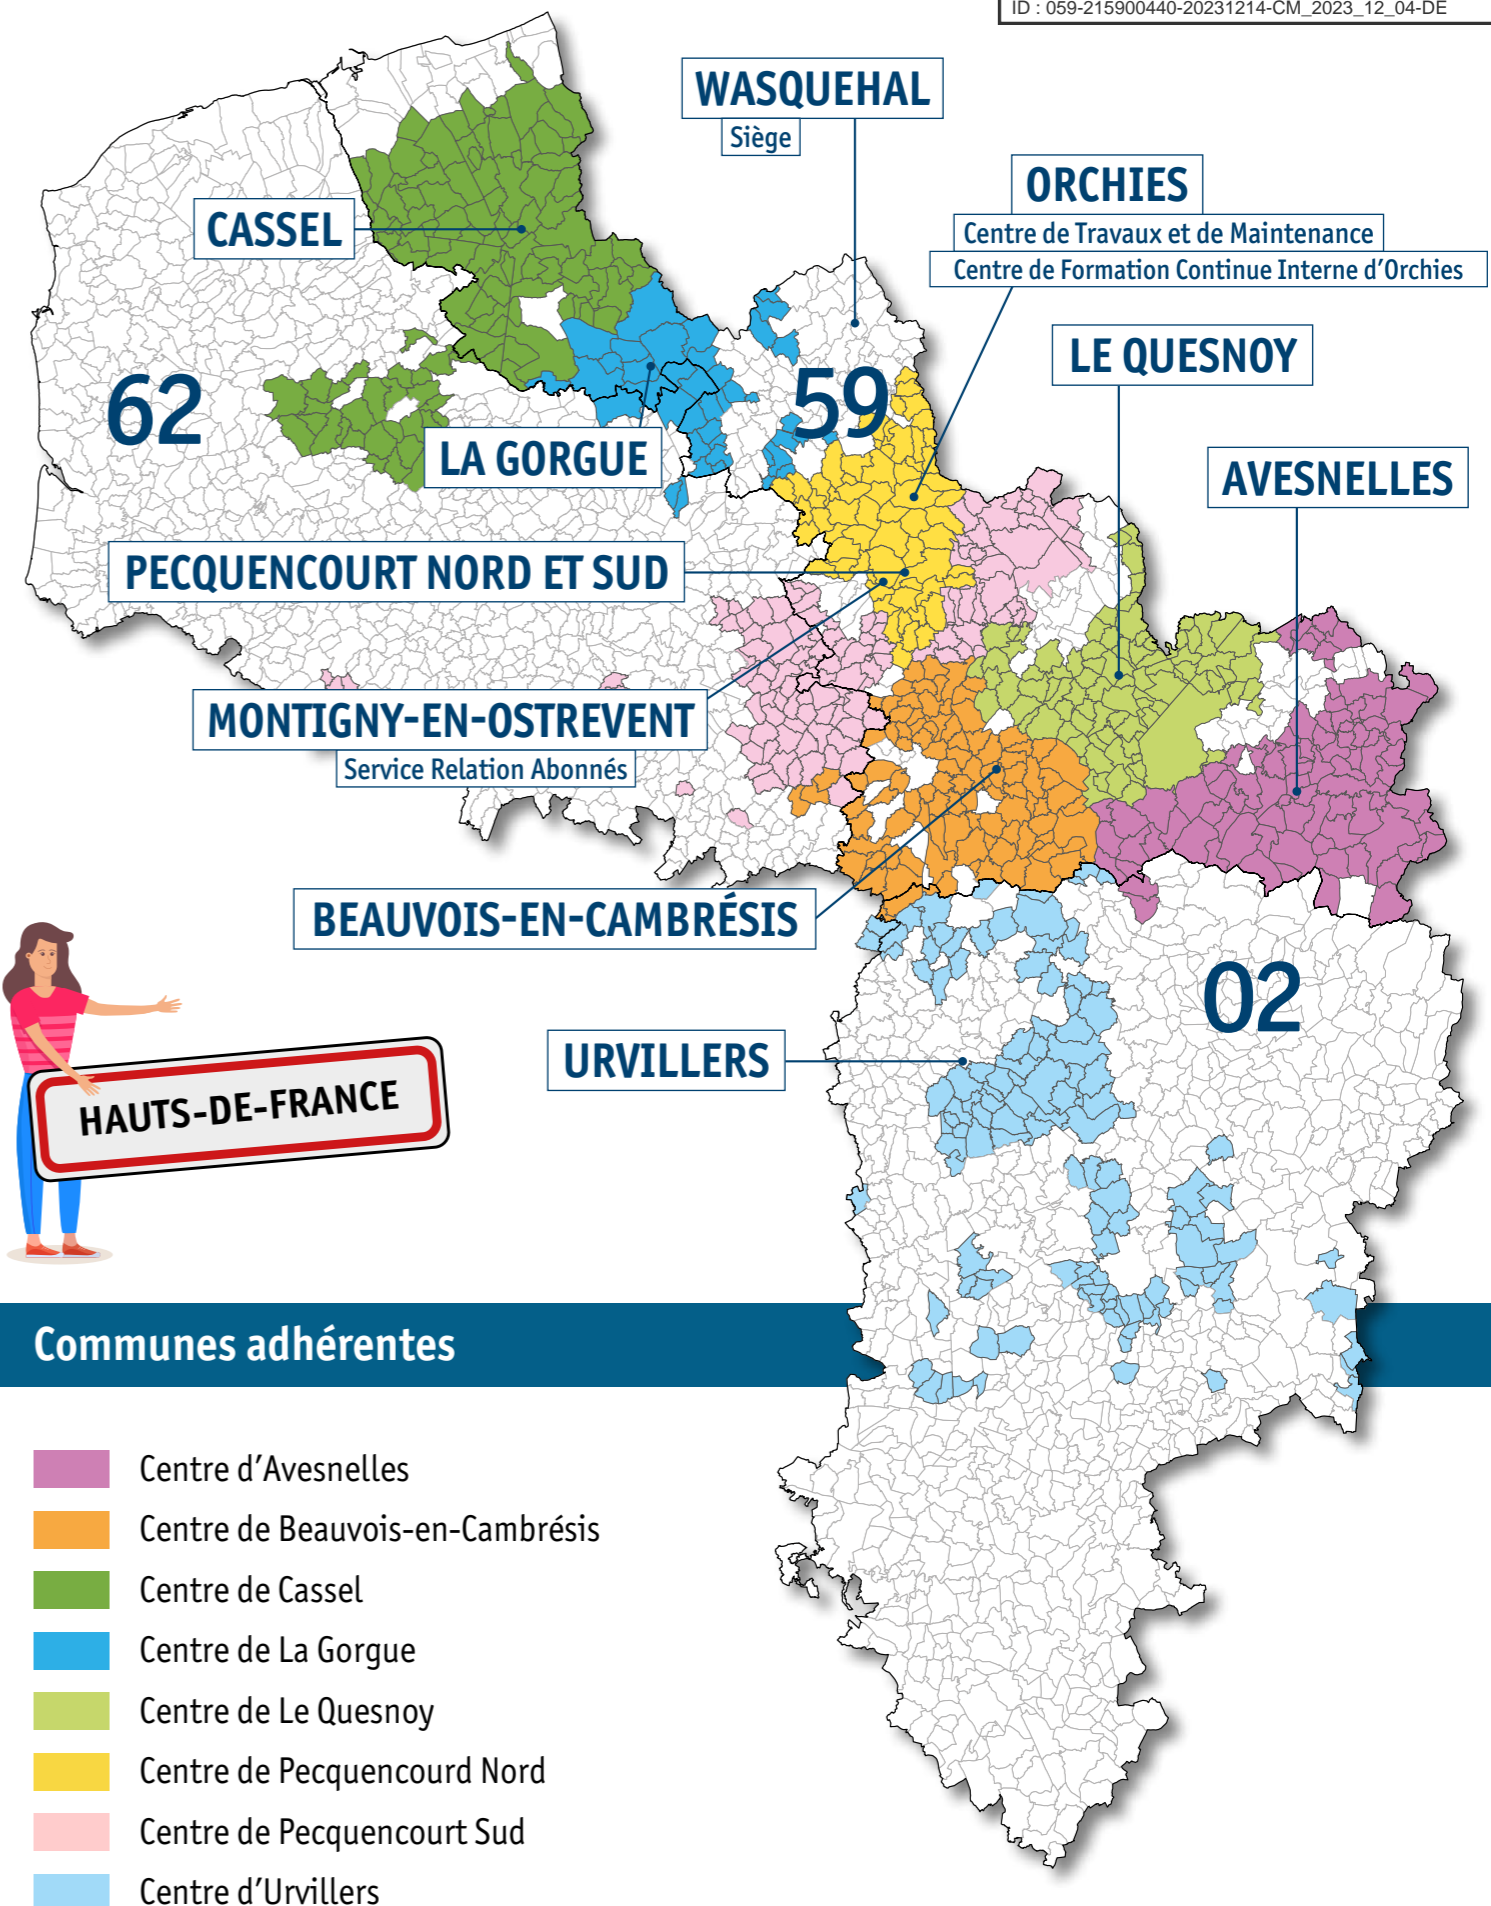 ID : 059-215900440-20231214-CM_2023_12_04-DE
WASQUEHAL
Siège
ORCHIES
Centre de Travaux et de Maintenance
Centre de Formation Continue Interne d'Orchies
CASSEL
LE QUESNOY
62
59
LA GORGUE
AVESNELLES
PECQUENCOURT NORD ET SUD
MONTIGNY-EN-OSTREVENT
Service Relation Abonnés
BEAUVOIS-EN-CAMBRÉSIS
02
URVILLERS
HAUTS-DE-FRANCE
Communes adhérentes
Centre d'Avesnelles
Centre de Beauvois-en-Cambrésis
Centre de Cassel
Centre de La Gorgue
Centre de Le Quesnoy
Centre de Pecquencourd Nord
Centre de Pecquencourt Sud
Centre d'Urvillers